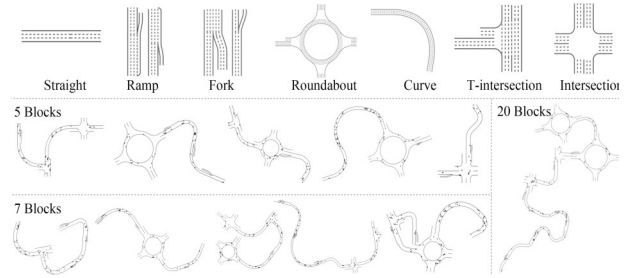 Straight Ramp Fork Roundabout Curve T-intersection Intersection
5 Blocks
20 Blocks
7 Blocks